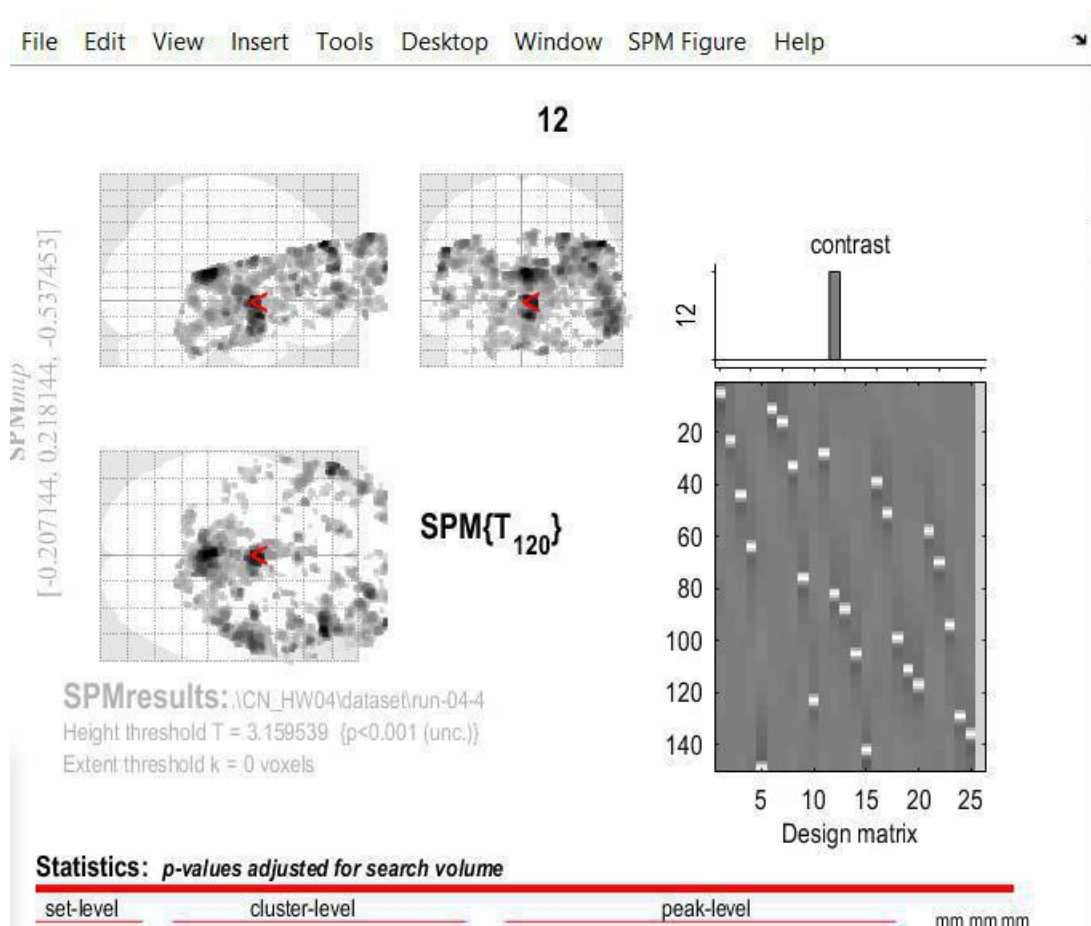 File Edit View Insert Tools Desktop Window SPM Figure Help
12
SPMmip
[-0.207144, 0.218144, -0.537453]
<
<
<
SPM{T120}
contrast
12
20
40
60
80
100
120
140
5 10 15 20 25
Design matrix
SPMresults: .\CN_HW04\dataset\run-04-4
Height threshold T = 3.159539 {p<0.001 (unc.)}
Extent threshold k = 0 voxels
Statistics: p-values adjusted for search volume
set-level cluster-level peak-level mm mm mm